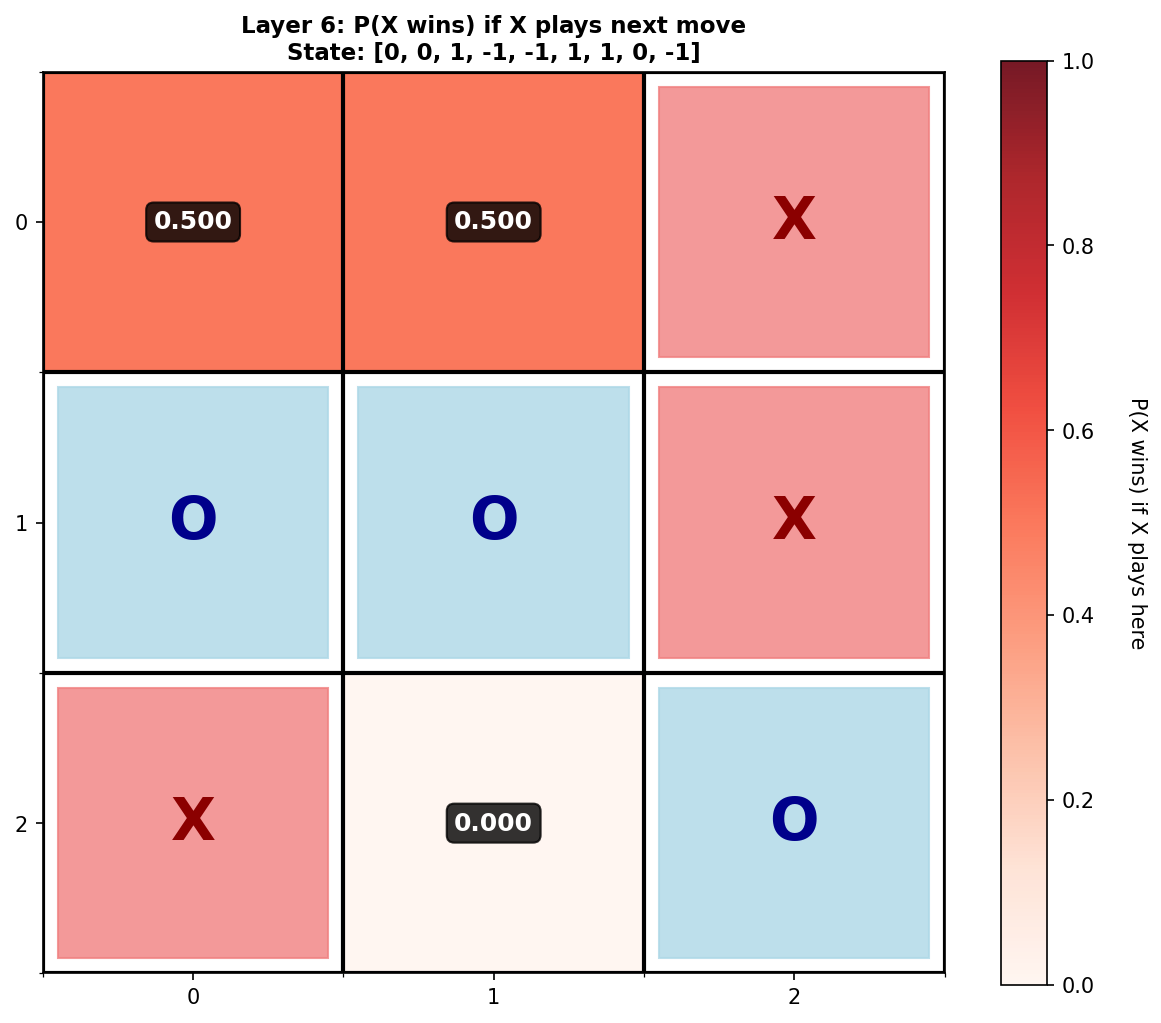 Layer 6: P(X wins) if X plays next move
State: [0, 0, 1, -1, -1, 1, 1, 0, -1]
0 0.500 0.500 X
1 O O X
2 X 0.000 O
0 1 2
1.0
0.8
0.6
0.4
0.2
0.0
P(X wins) if X plays here